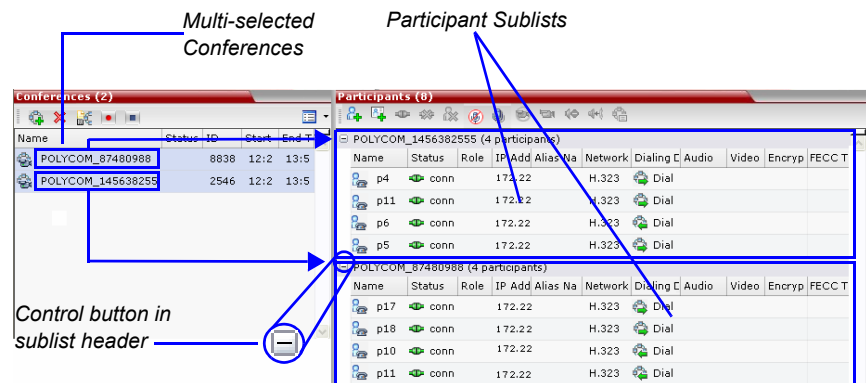 Multi-selected
Conferences
Participant Sublists
Conferences (2)
Name Status ID Start End T
POLYCOM_87480988 8838 12:2 13:5
POLYCOM_145638255 2546 12:2 13:5
Control button in
sublist header
Participants (8)
POLYCOM_1456382555 (4 participants)
Name Status Role IP Add Alias Na Network Dialing D Audio Video Encryp FECC T
p4 conn 172.22 H.323 Dial
p11 conn 172.22 H.323 Dial
p6 conn 172.22 H.323 Dial
p5 conn 172.22 H.323 Dial
POLYCOM_87480988 (4 participants)
Name Status Role IP Add Alias Na Network Dialing D Audio Video Encryp FECC T
p17 conn 172.22 H.323 Dial
p18 conn 172.22 H.323 Dial
p10 conn 172.22 H.323 Dial
p11 conn 172.22 H.323 Dial